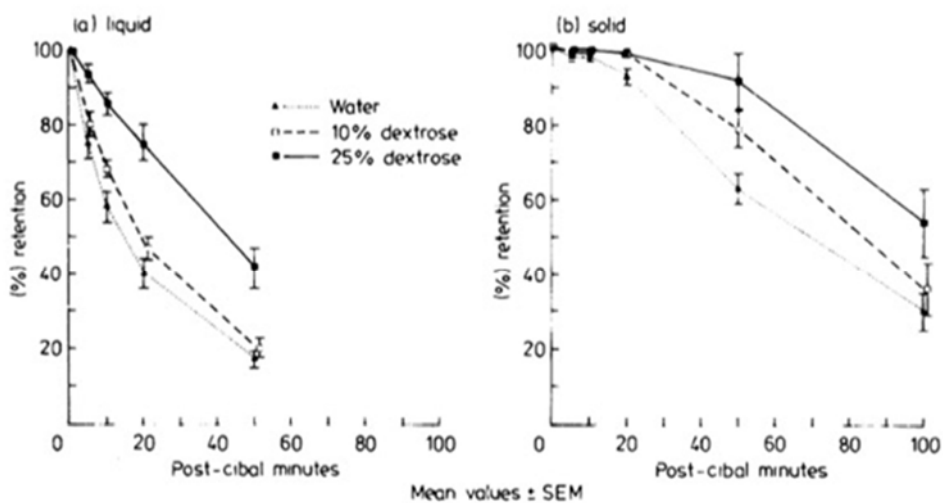 (a) liquid
(b) solid
100
80
60
40
20
0
(%) retention
Water
10% dextrose
25% dextrose
0 20 40 60 80 100
Post-cibal minutes
100
80
60
40
20
(%) retention
0 20 40 60 80 100
Post-cibal minutes
Mean values ± SEM